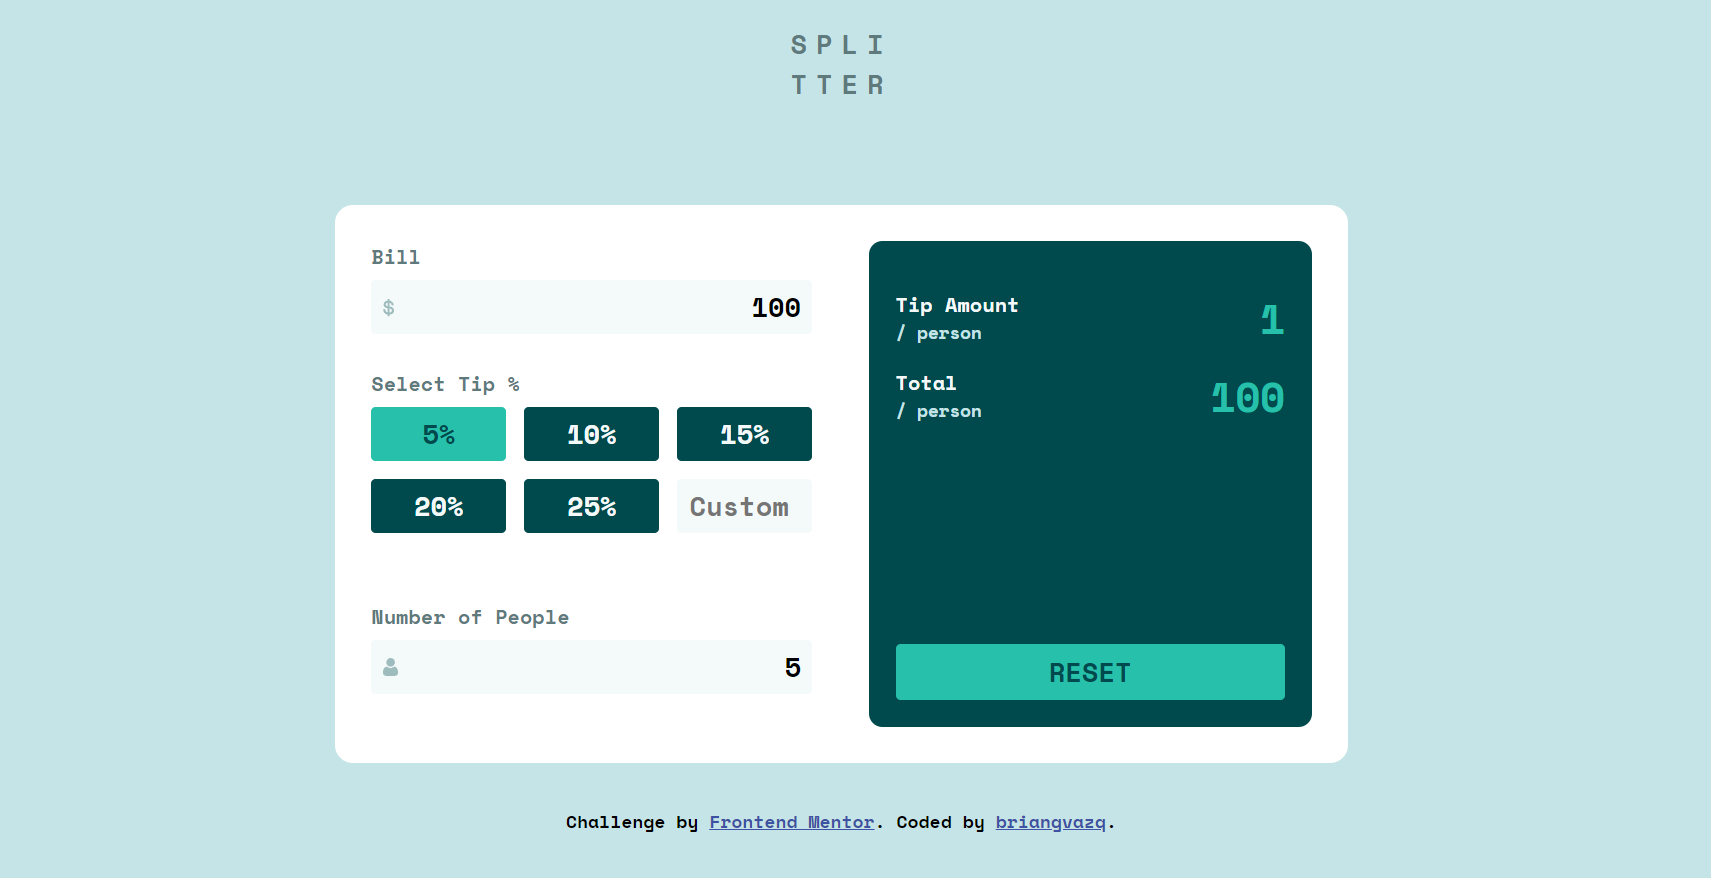 SPLI
TTER
Bill
$ 100
Select Tip %
5% 10% 15%
20% 25% Custom
Number of People
5
Tip Amount
/ person
1
Total
/ person
100
RESET
Challenge by Frontend Mentor. Coded by briangvazq.